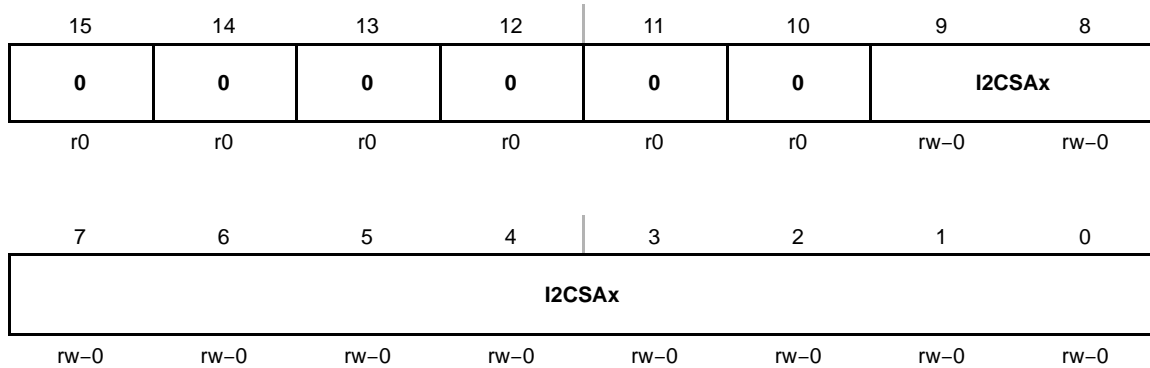 15 14 13 12 11 10 9 8
0 0 0 0 0 0 I2CSAx
r0 r0 r0 r0 r0 r0 rw−0 rw−0
7 6 5 4 3 2 1 0
I2CSAx
rw−0 rw−0 rw−0 rw−0 rw−0 rw−0 rw−0 rw−0